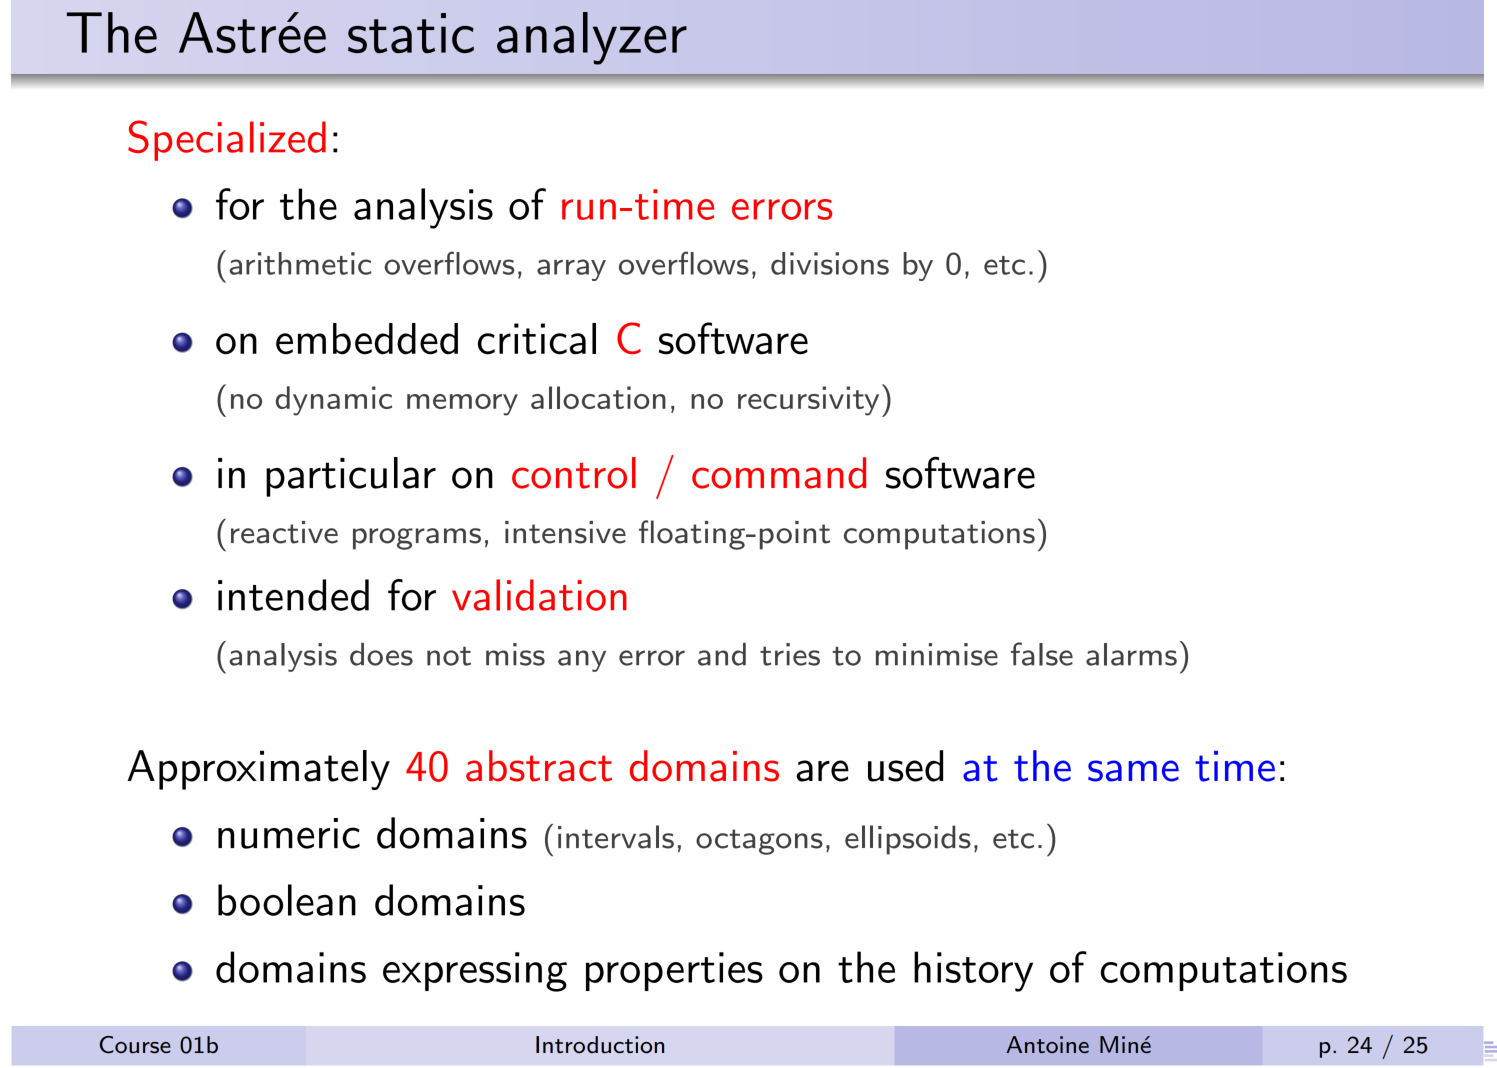 The Astrée static analyzer
Specialized:
for the analysis of run-time errors
(arithmetic overflows, array overflows, divisions by 0, etc.)
on embedded critical C software
(no dynamic memory allocation, no recursivity)
in particular on control / command software
(reactive programs, intensive floating-point computations)
intended for validation
(analysis does not miss any error and tries to minimise false alarms)
Approximately 40 abstract domains are used at the same time:
numeric domains (intervals, octagons, ellipsoids, etc.)
boolean domains
domains expressing properties on the history of computations
Course 01b Introduction Antoine Miné p. 24 / 25